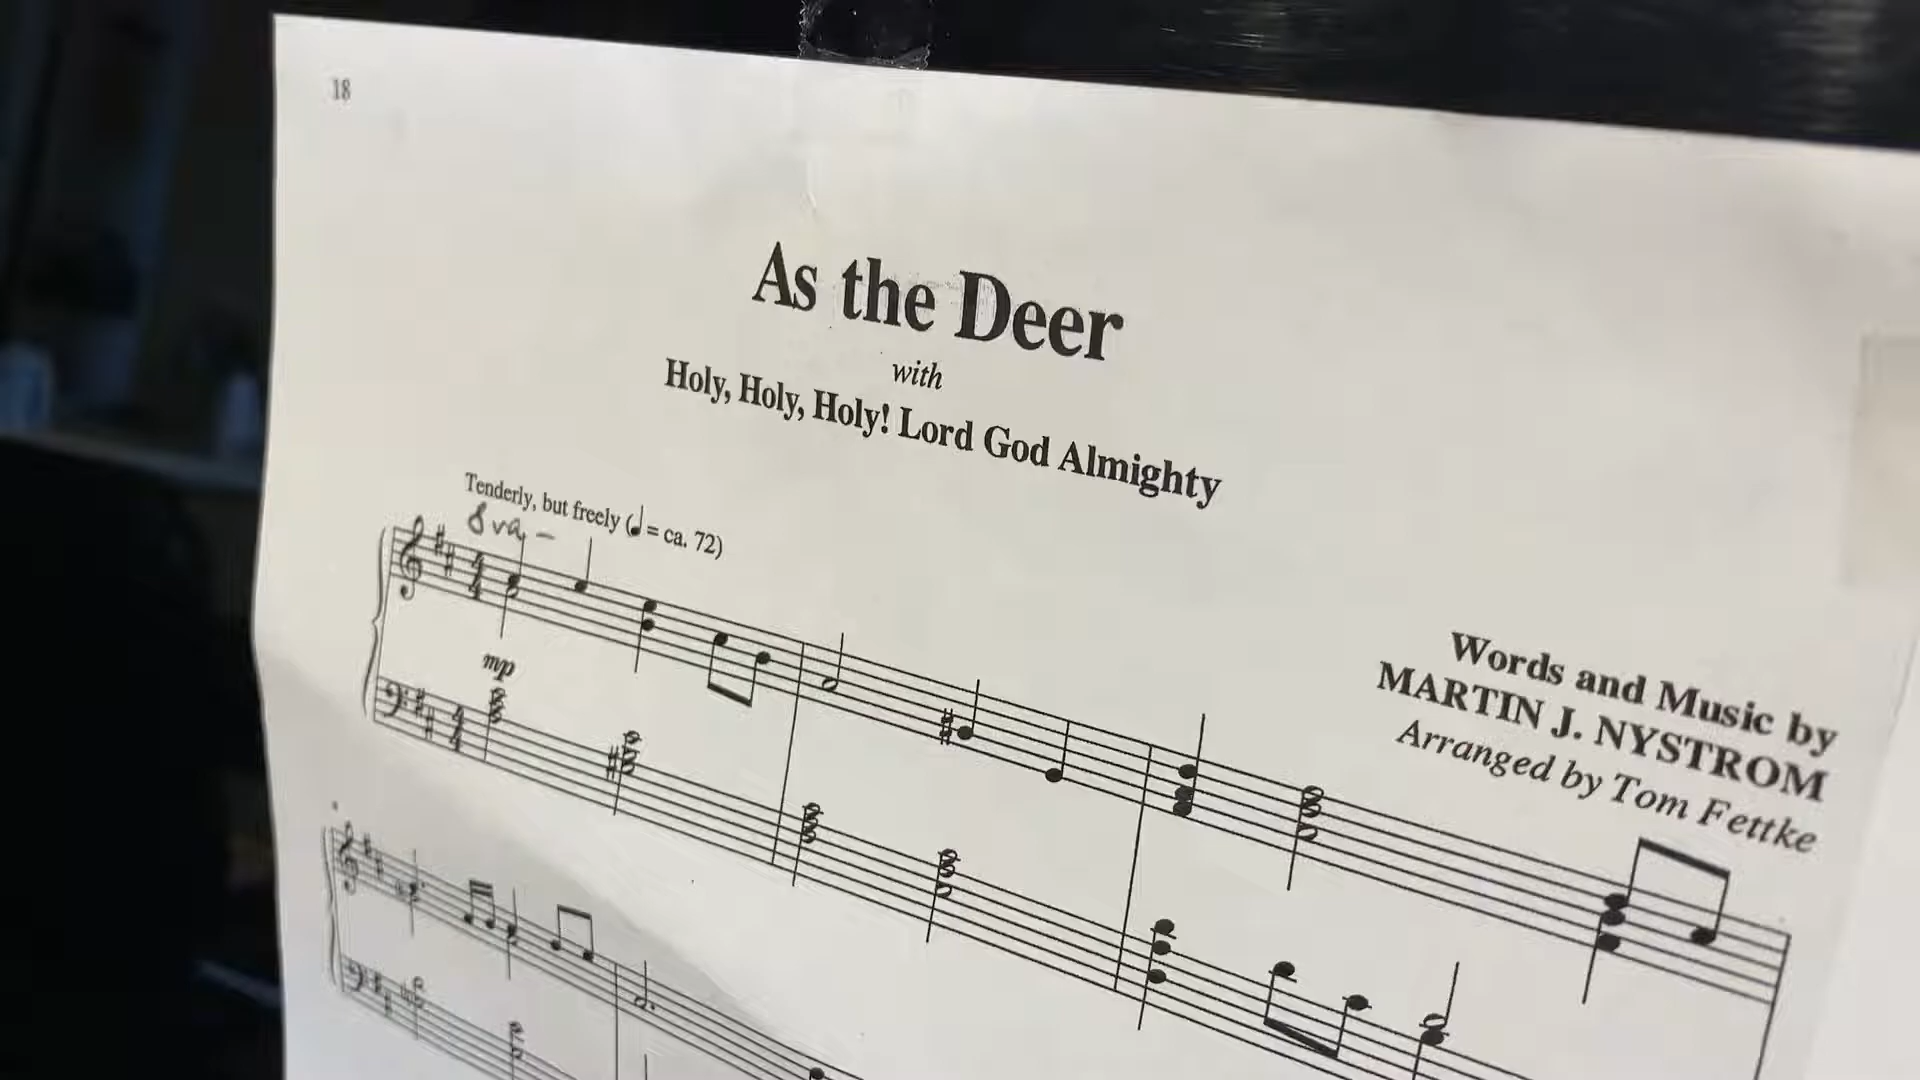 18
As the Deer
with
Holy, Holy, Holy! Lord God Almighty
Tenderly, but freely (♩ = ca. 72)
8va –
Words and Music by
MARTIN J. NYSTROM
Arranged by Tom Fettke
mp